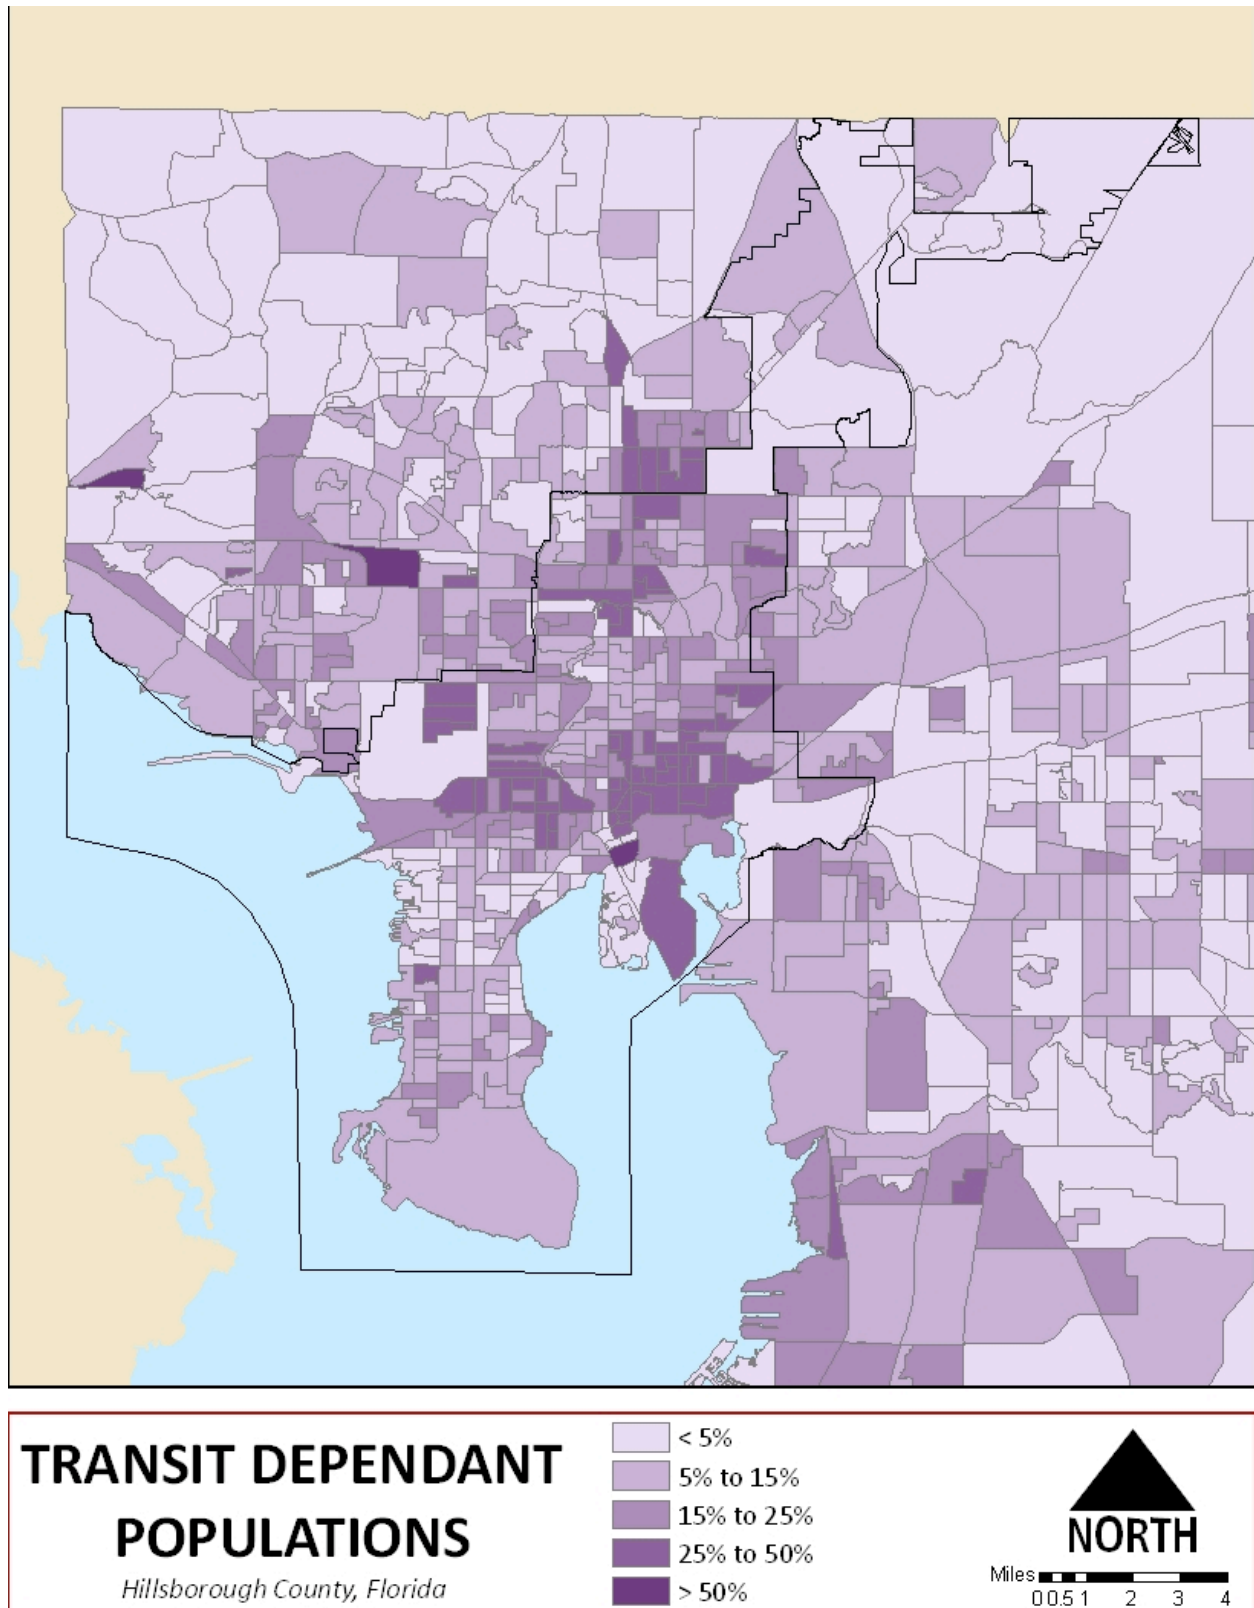 TRANSIT DEPENDANT
POPULATIONS
Hillsborough County, Florida
< 5%
5% to 15%
15% to 25%
25% to 50%
> 50%
NORTH
Miles
0 0.5 1 2 3 4